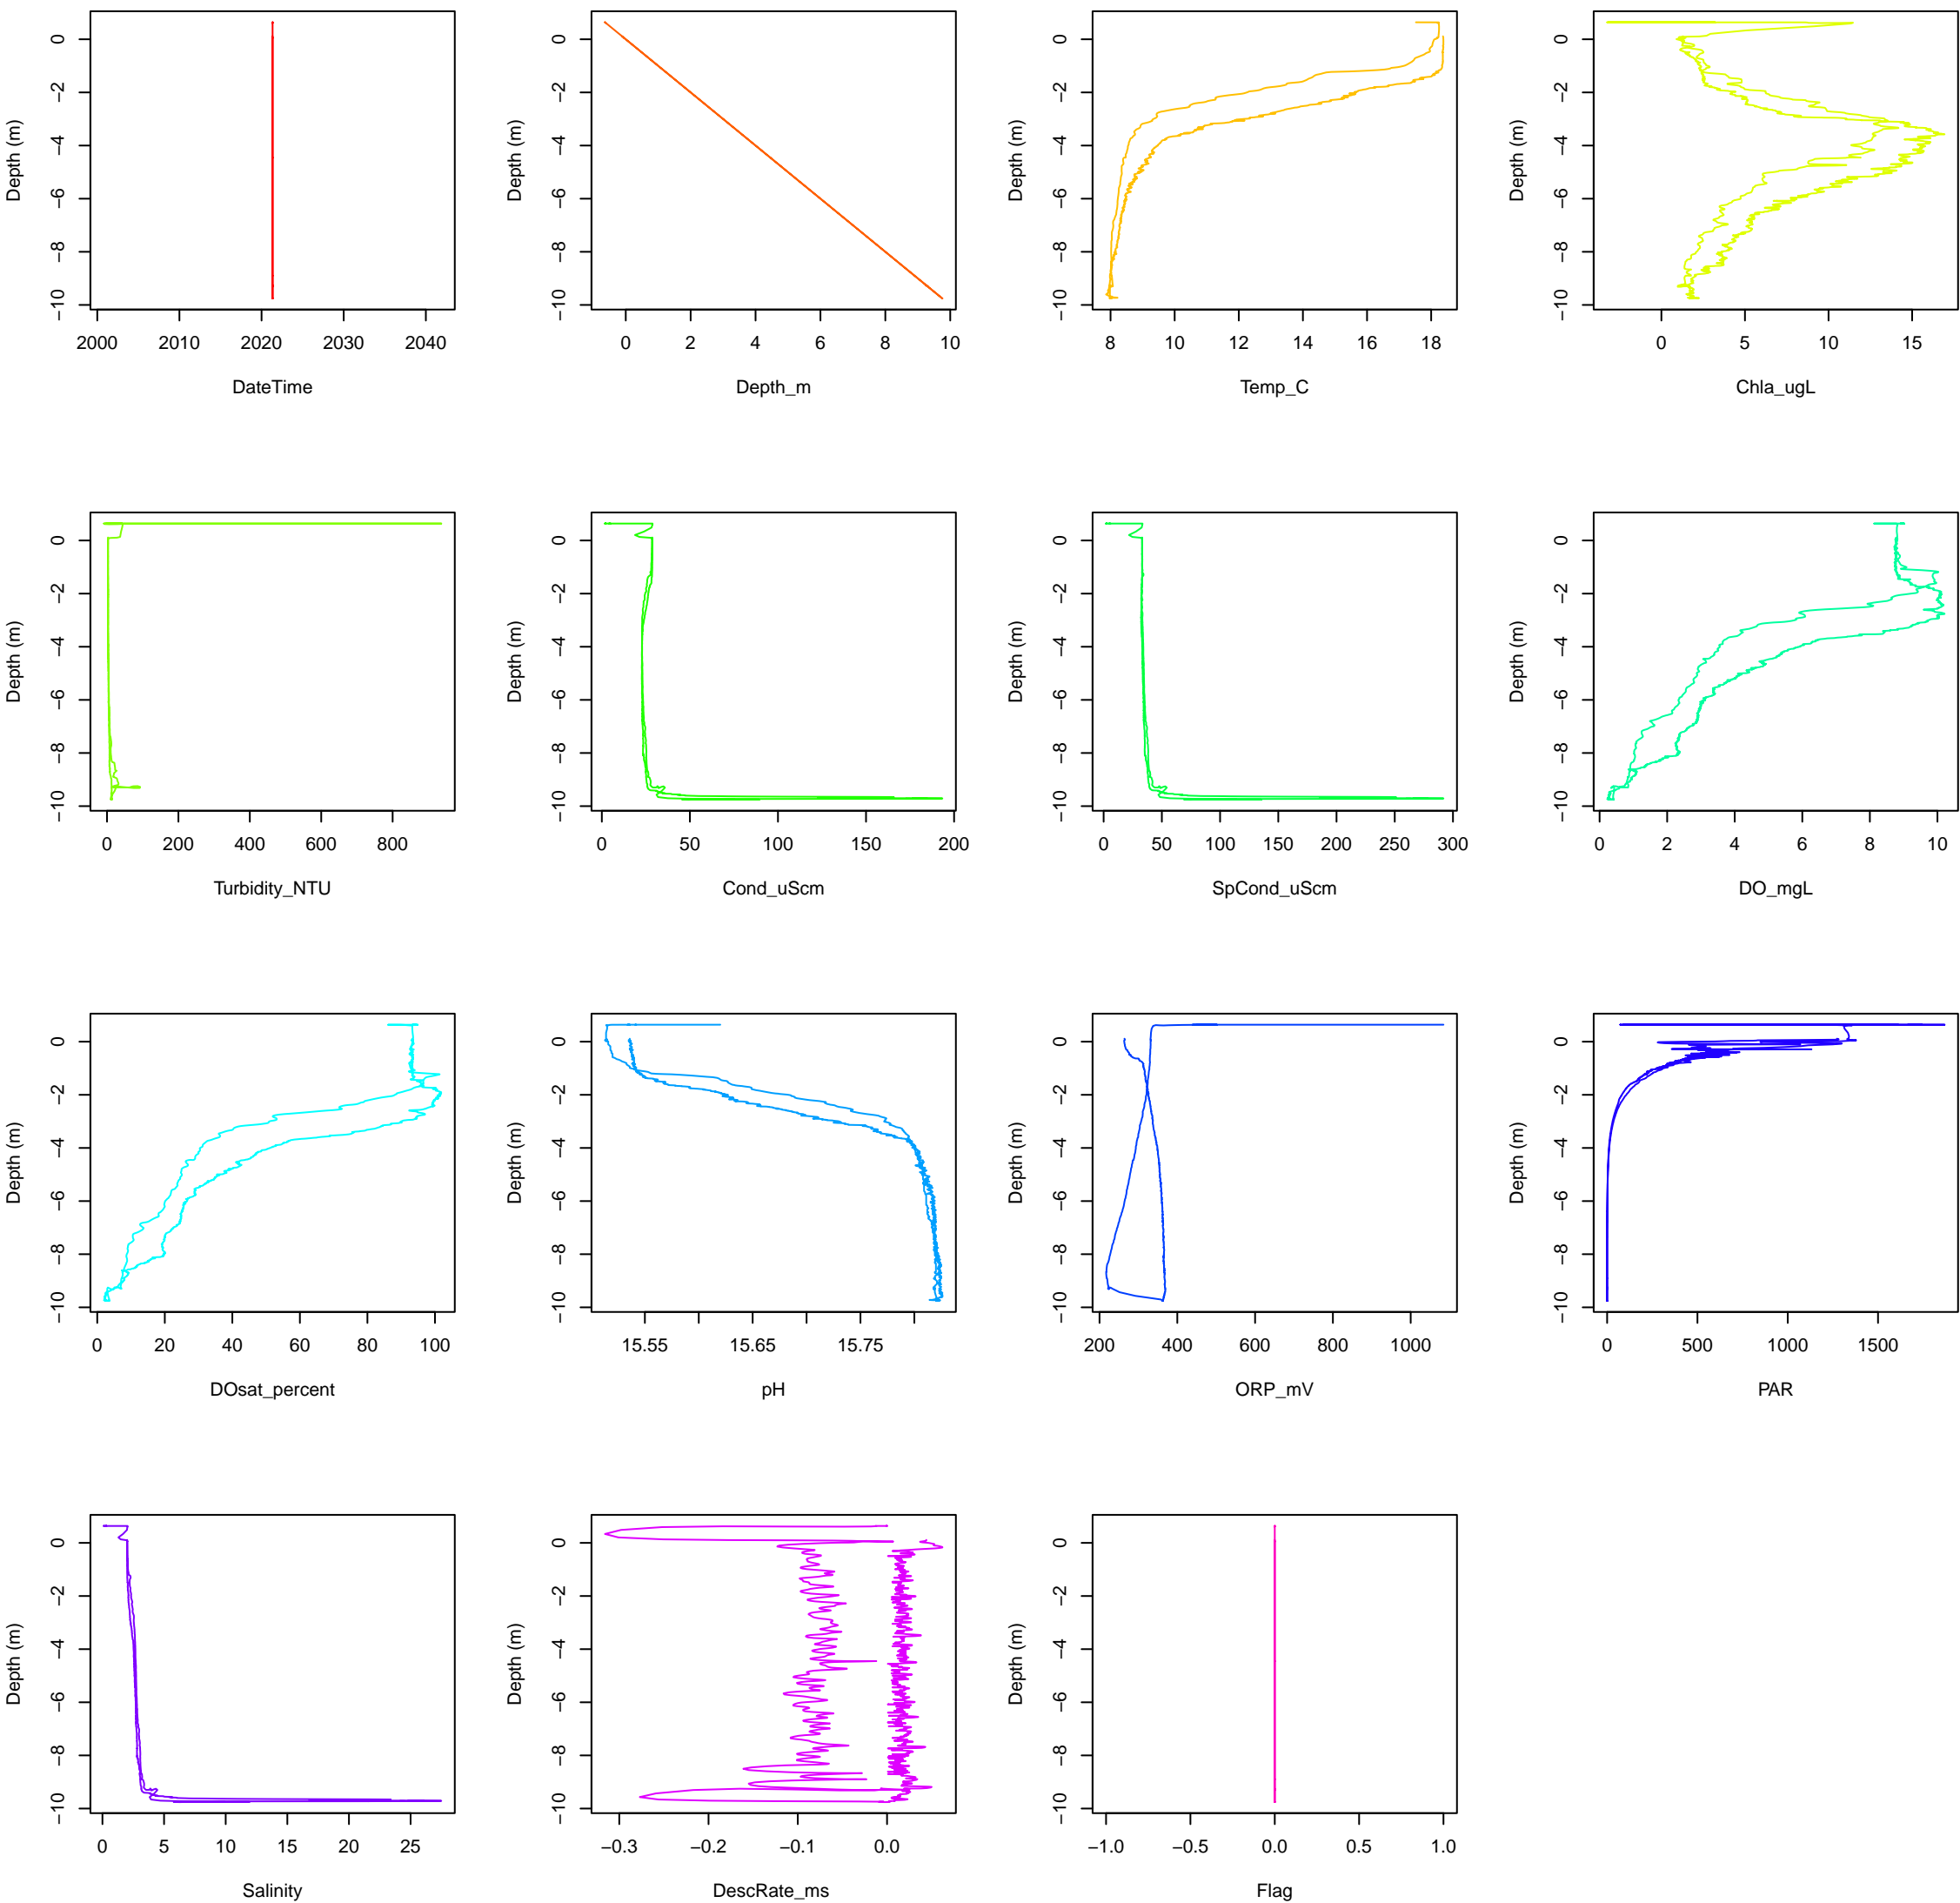 Depth (m)
0
−2
−4
−6
−8
−10
2000 2010 2020 2030 2040
DateTime
Depth (m)
0
−2
−4
−6
−8
−10
0 2 4 6 8 10
Depth_m
Depth (m)
0
−2
−4
−6
−8
−10
8 10 12 14 16 18
Temp_C
Depth (m)
0
−2
−4
−6
−8
−10
0 5 10 15
Chla_ugL
Depth (m)
0
−2
−4
−6
−8
−10
0 200 400 600 800
Turbidity_NTU
Depth (m)
0
−2
−4
−6
−8
−10
0 50 100 150 200
Cond_uScm
Depth (m)
0
−2
−4
−6
−8
−10
0 50 100 150 200 250 300
SpCond_uScm
Depth (m)
0
−2
−4
−6
−8
−10
0 2 4 6 8 10
DO_mgL
Depth (m)
0
−2
−4
−6
−8
−10
0 20 40 60 80 100
DOsat_percent
Depth (m)
0
−2
−4
−6
−8
−10
15.55 15.65 15.75
pH
Depth (m)
0
−2
−4
−6
−8
−10
200 400 600 800 1000
ORP_mV
Depth (m)
0
−2
−4
−6
−8
−10
0 500 1000 1500
PAR
Depth (m)
0
−2
−4
−6
−8
−10
0 5 10 15 20 25
Salinity
Depth (m)
0
−2
−4
−6
−8
−10
−0.3 −0.2 −0.1 0.0
DescRate_ms
Depth (m)
0
−2
−4
−6
−8
−10
−1.0 −0.5 0.0 0.5 1.0
Flag